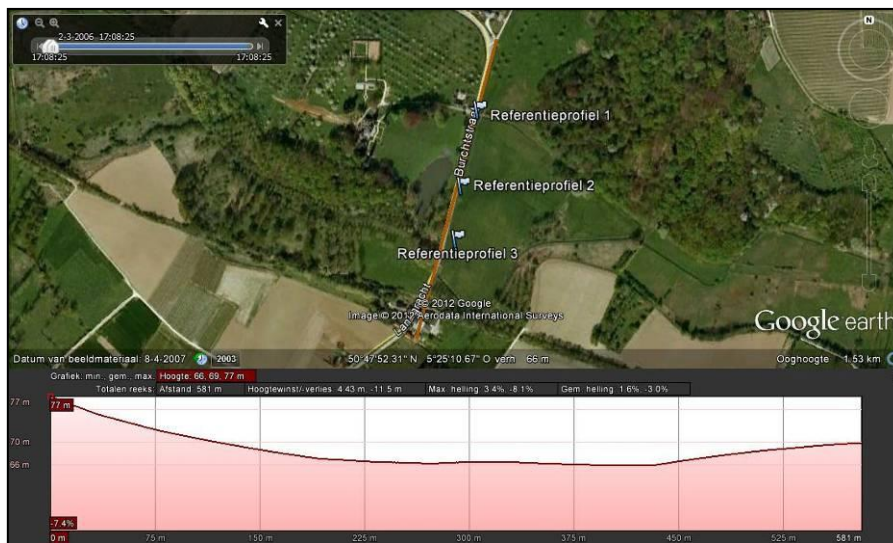 2-3-2006 17:08:25
17:08:25 17:08:25
N
Referentieprofiel 1
Burchtstraat
Referentieprofiel 2
Referentieprofiel 3
© 2012 Google
Image © 2012 Aerodata International Surveys
Google earth
Datum van beeldmateriaal: 8-4-2007 2003 50°47'52.31" N 5°25'10.67" O verh 66 m Ooghoogte 1.53 km
Grafiek: min., gem., max. Hoogte: 66, 69, 77 m
Totalen reeks: Afstand: 581 m Hoogtewinst/-verlies: 4.43 m, -11.5 m Max. helling: 3.4%, -8.1% Gem. helling: 1.6%, -3.0%
77 m 77 m
70 m
66 m
-7.4%
0 m 75 m 150 m 225 m 300 m 375 m 450 m 525 m 581 m